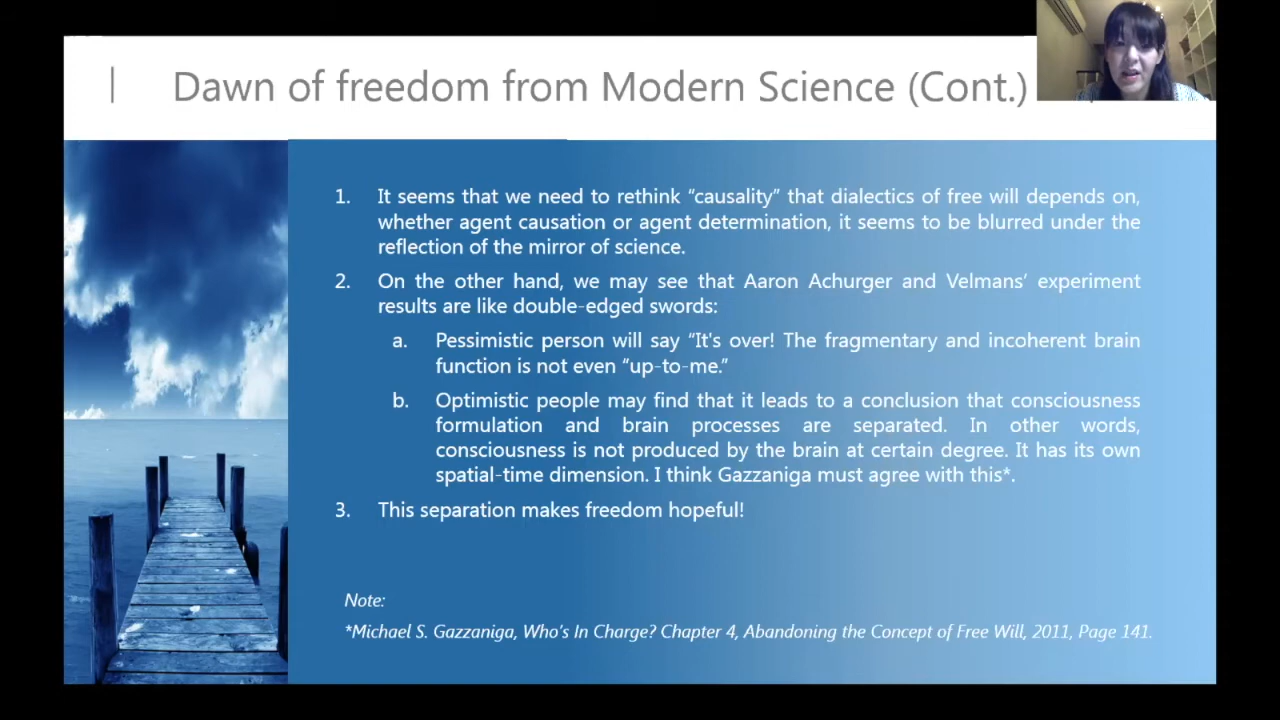 Dawn of freedom from Modern Science (Cont.)
1. It seems that we need to rethink “causality” that dialectics of free will depends on,
whether agent causation or agent determination, it seems to be blurred under the
reflection of the mirror of science.
2. On the other hand, we may see that Aaron Achurger and Velmans’ experiment
results are like double-edged swords:
a. Pessimistic person will say “It's over! The fragmentary and incoherent brain
function is not even “up-to-me.”
b. Optimistic people may find that it leads to a conclusion that consciousness
formulation and brain processes are separated. In other words,
consciousness is not produced by the brain at certain degree. It has its own
spatial-time dimension. I think Gazzaniga must agree with this*.
3. This separation makes freedom hopeful!
Note:
*Michael S. Gazzaniga, Who’s In Charge? Chapter 4, Abandoning the Concept of Free Will, 2011, Page 141.